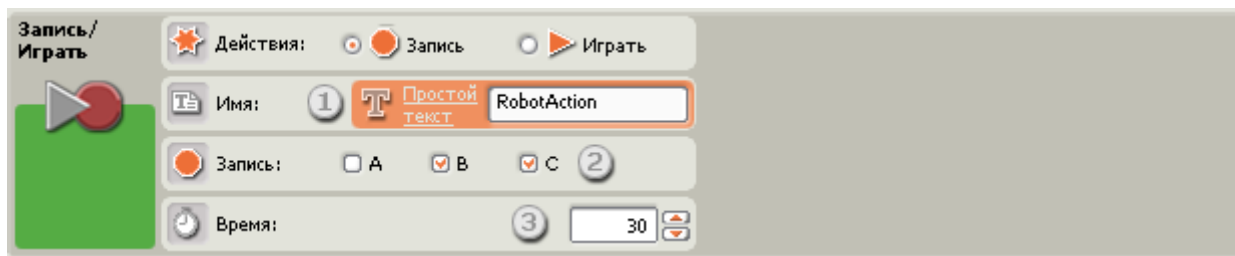 Запись/
Играть
Действия: Запись Играть
Имя: 1 T Простой
текст
RobotAction
Запись: A B C 2
Время: 3 30